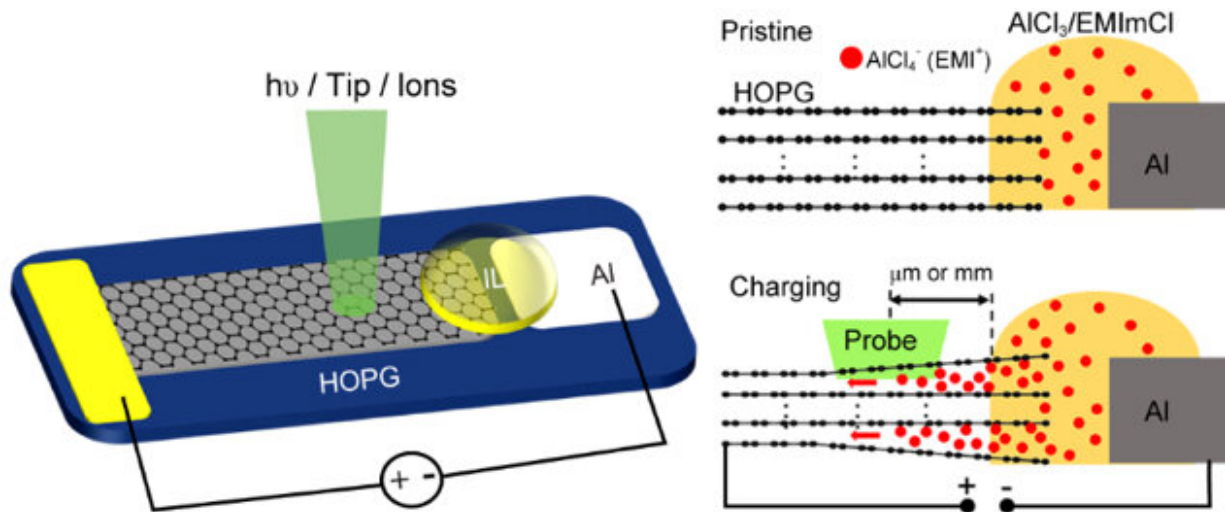 hυ / Tip / Ions
IL
Al
HOPG
+ -
Pristine
AlCl₃/EMImCl
AlCl₄⁻ (EMI⁺)
HOPG
Al
Charging
μm or mm
Probe
Al
+ -